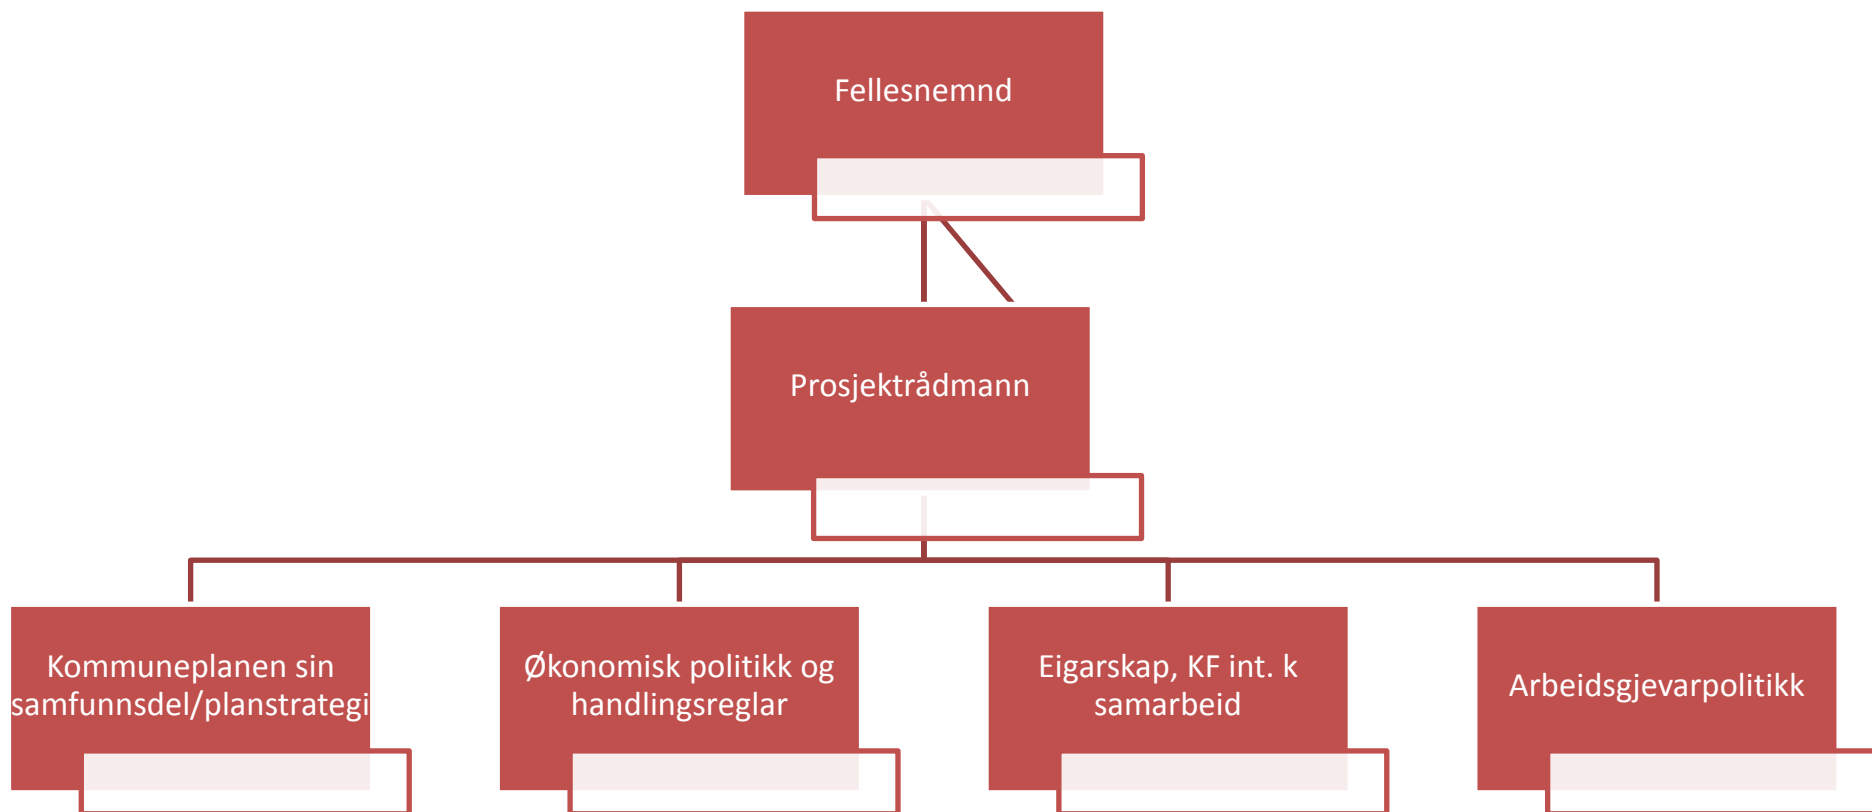 Fellesnemnd
Prosjektrådmann
Kommuneplanen sin
samfunnsdel/planstrategi
Økonomisk politikk og
handlingsreglar
Eigarskap, KF int. k
samarbeid
Arbeidsgjevarpolitikk